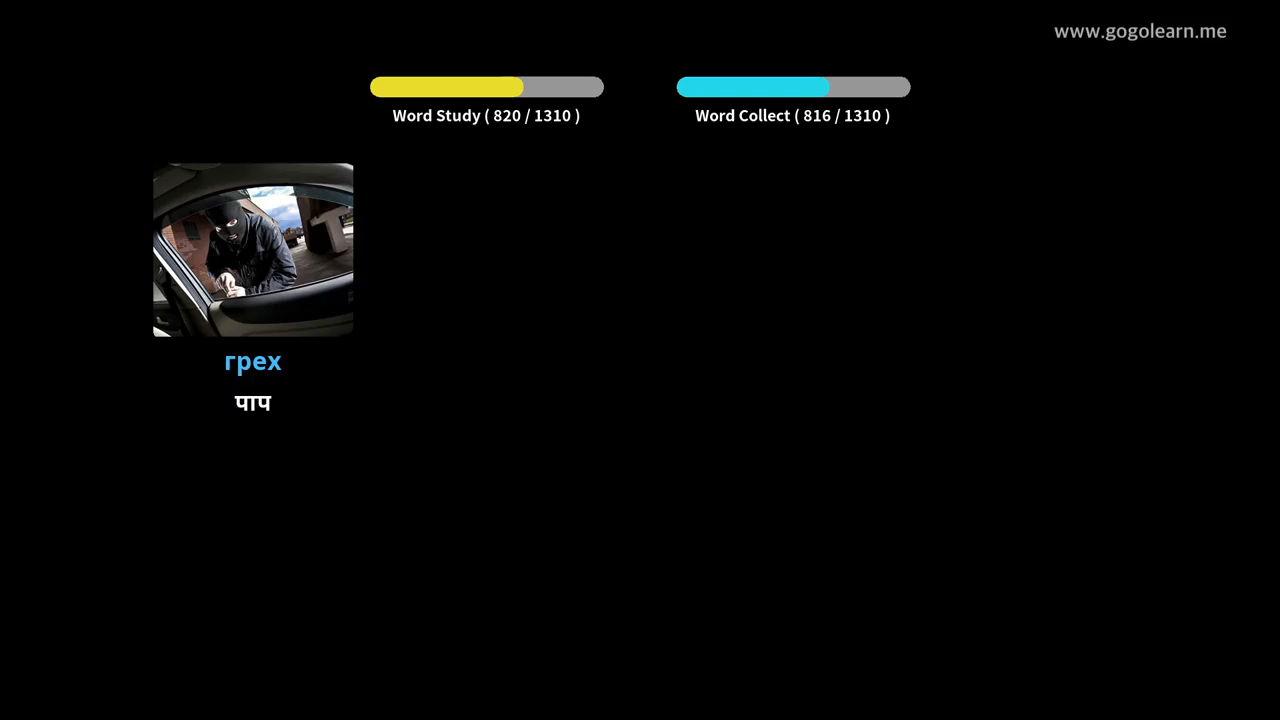 www.gogolearn.me
Word Study ( 820 / 1310 )
Word Collect ( 816 / 1310 )
грех
पाप